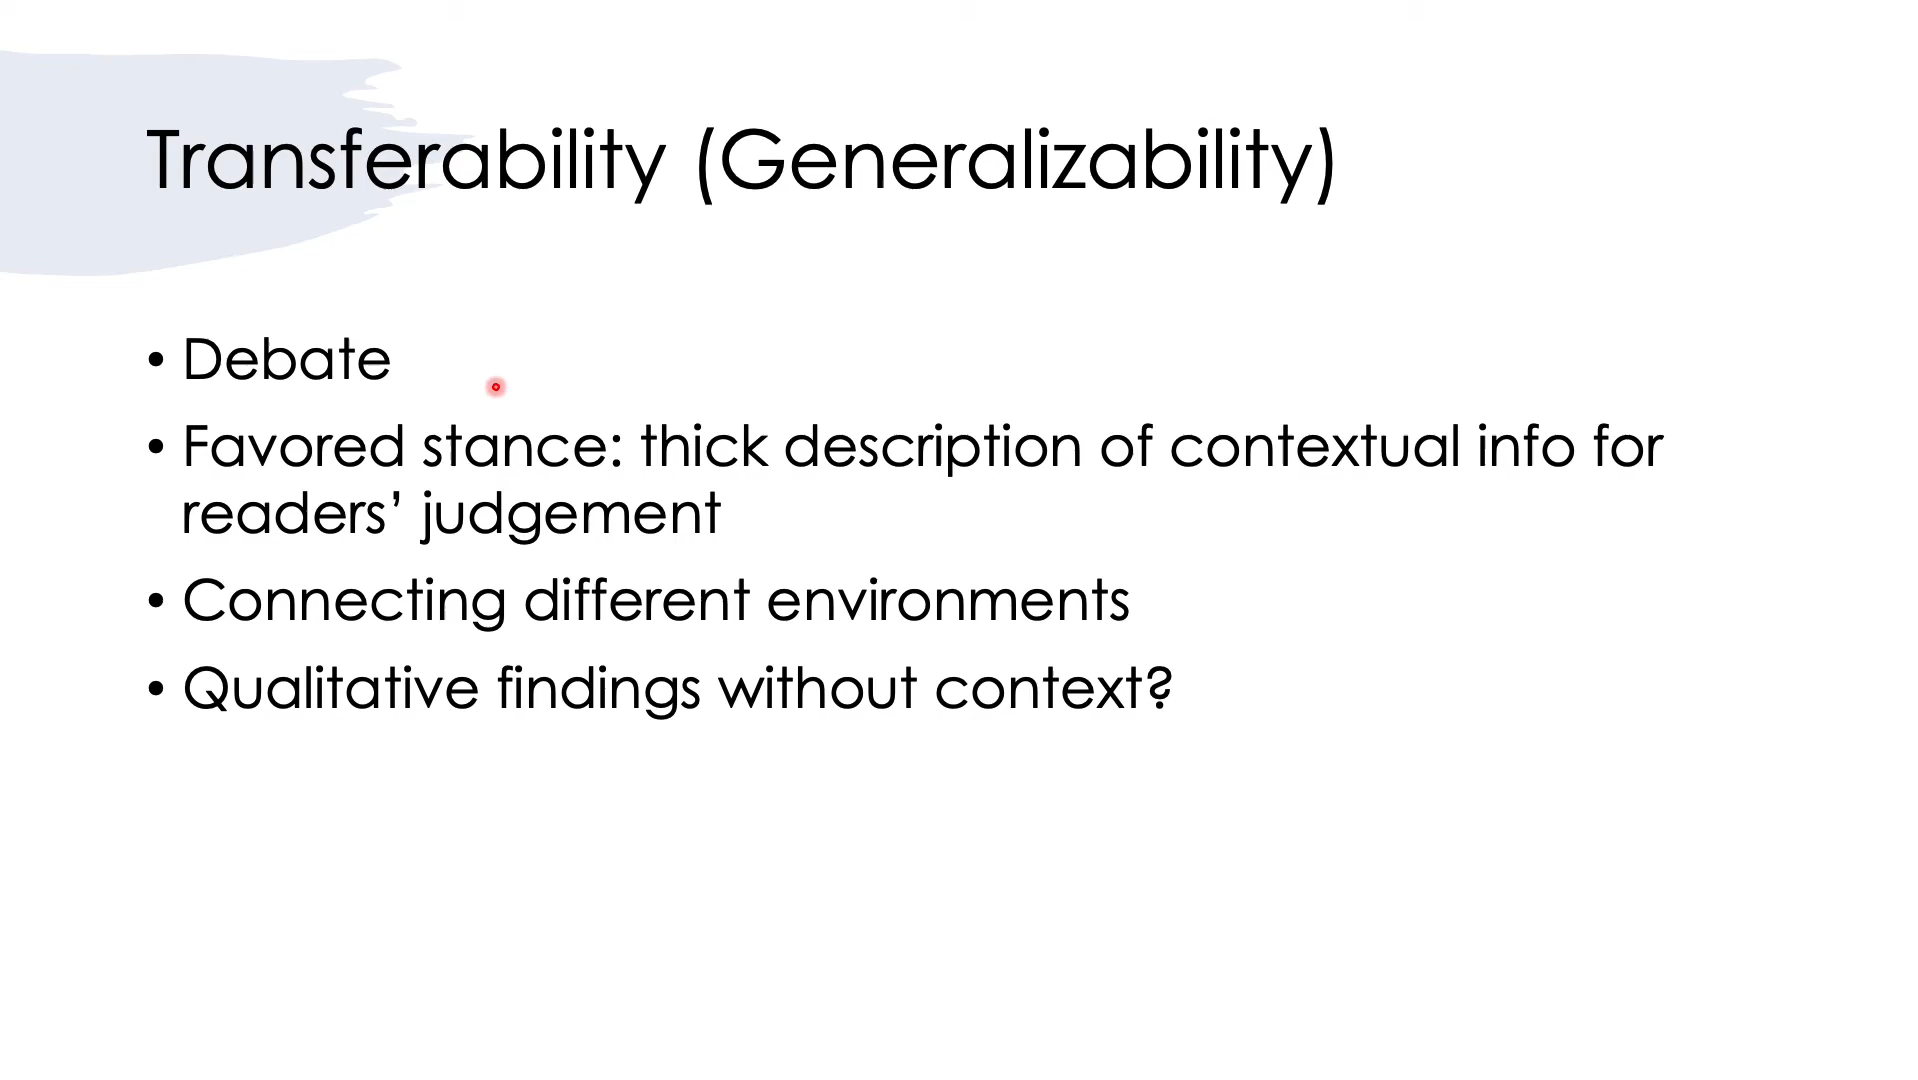 Transferability (Generalizability)
• Debate
• Favored stance: thick description of contextual info for
readers’ judgement
• Connecting different environments
• Qualitative findings without context?